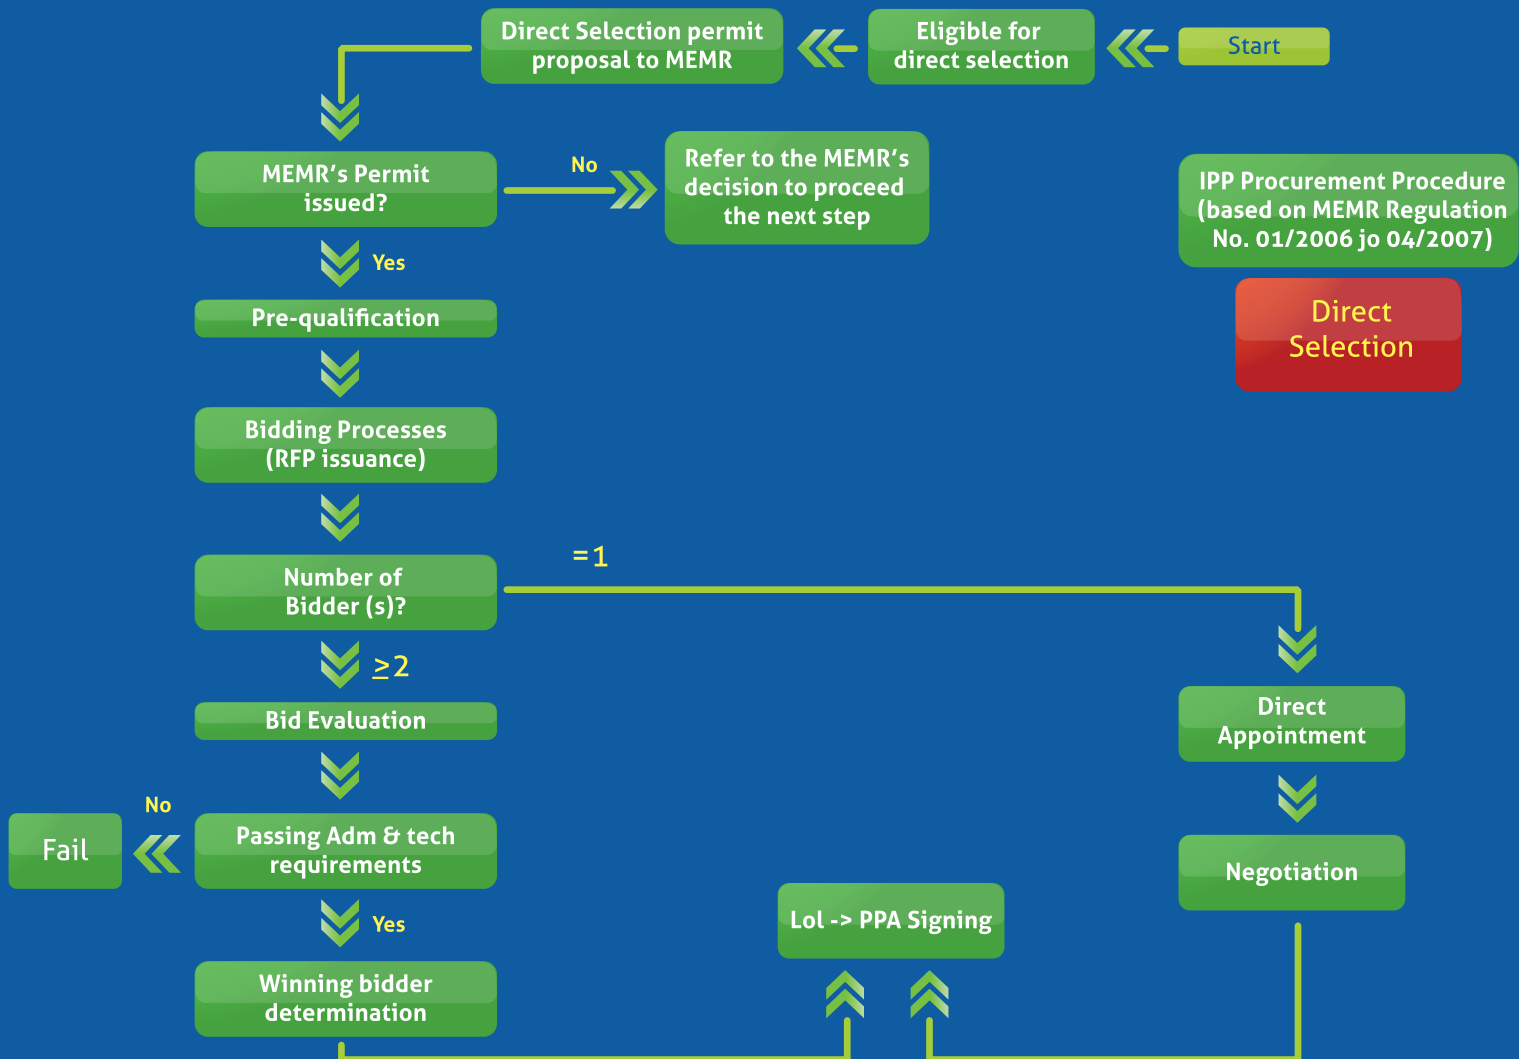 Start
Eligible for
direct selection
Direct Selection permit
proposal to MEMR
MEMR's Permit
issued?
No
Refer to the MEMR's
decision to proceed
the next step
IPP Procurement Procedure
(based on MEMR Regulation
No. 01/2006 jo 04/2007)
Direct
Selection
Yes
Pre-qualification
Bidding Processes
(RFP issuance)
Number of
Bidder (s)?
=1
≥2
Bid Evaluation
Direct
Appointment
Passing Adm & tech
requirements
No
Fail
Negotiation
Yes
LoI -> PPA Signing
Winning bidder
determination